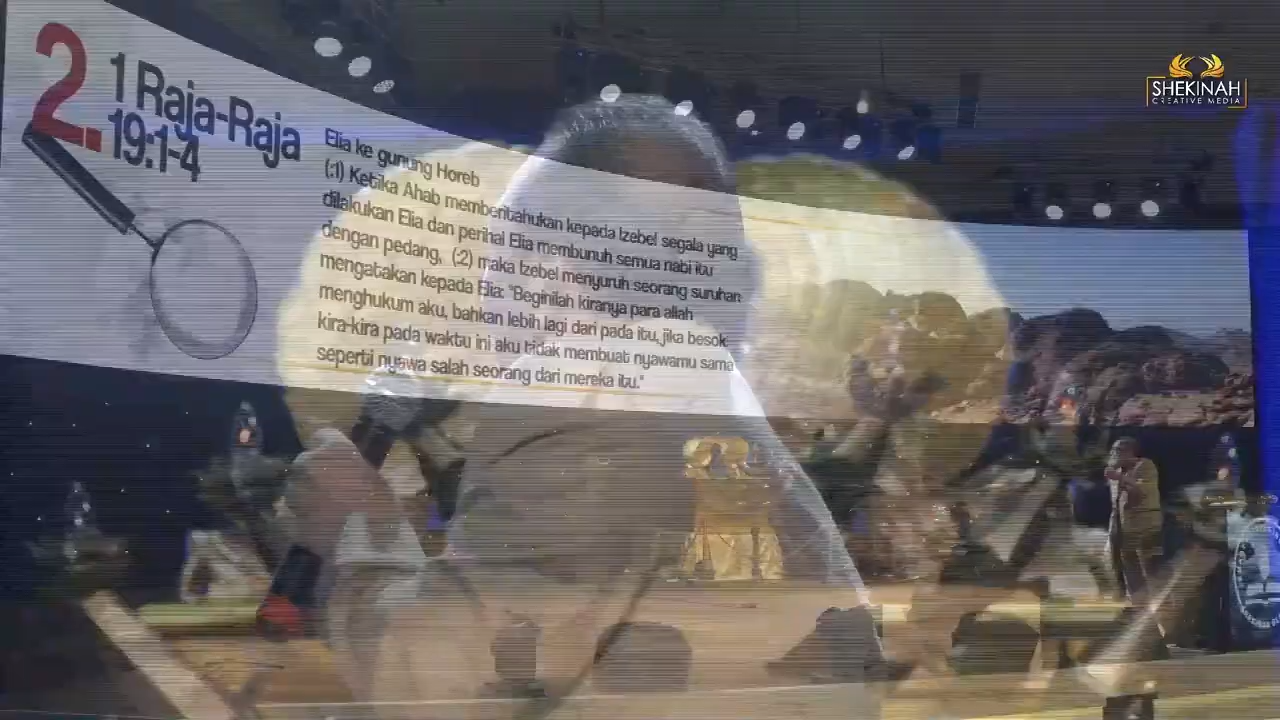 2. 1 Raja-Raja
19:1-4
Elia ke gunung Horeb
(:1) Ketika Ahab memberitahukan kepada Izebel segala yang
dilakukan Elia dan perihal Elia membunuh semua nabi itu
dengan pedang, (:2) maka Izebel menyuruh seorang suruhan
mengatakan kepada Elia: "Beginilah kiranya para allah
menghukum aku, bahkan lebih lagi dari pada itu, jika besok
kira-kira pada waktu ini aku tidak membuat nyawamu sama
seperti nyawa salah seorang dari mereka itu."
SHEKINAH
CREATIVE MEDIA